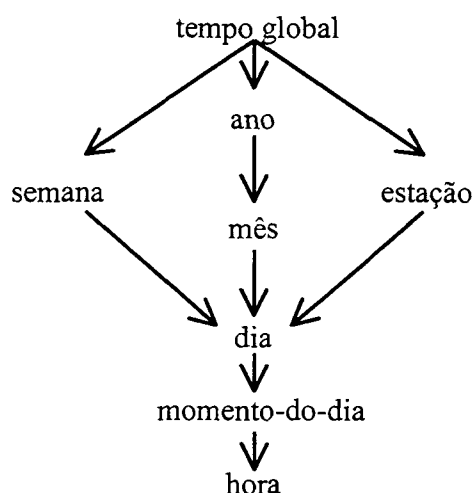 tempo global
ano
semana
estação
mês
dia
momento-do-dia
hora